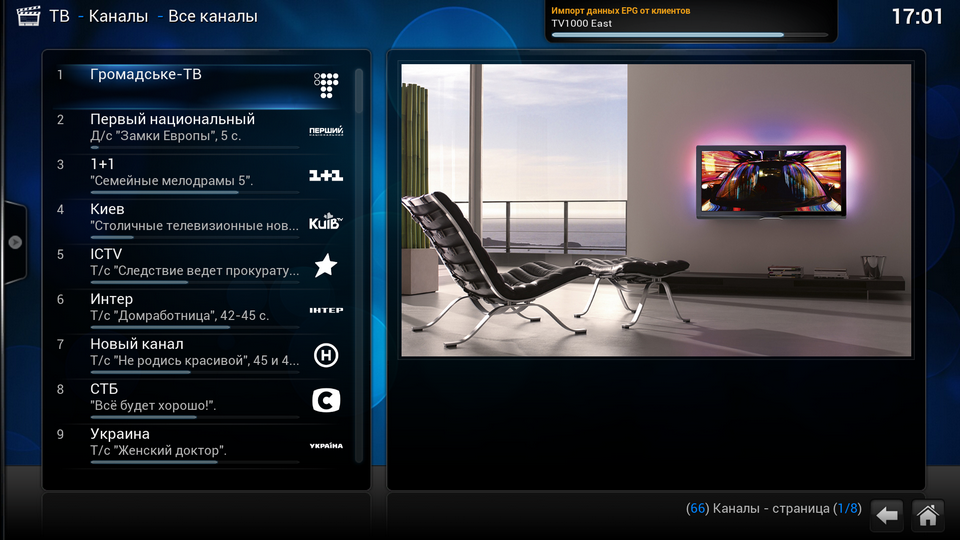 ТВ - Каналы - Все каналы
Импорт данных EPG от клиентов
TV1000 East
17:01
1 Громадське-ТВ
2 Первый национальный
Д/с "Замки Европы", 5 с.
ПЕРШИЙ
3 1+1
"Семейные мелодрамы 5".
1+1
4 Киев
"Столичные телевизионные нов...
КиїВ TV
5 ICTV
Т/с "Следствие ведет прокурату...
6 Интер
Т/с "Домработница", 42-45 с.
ІНТЕР
7 Новый канал
Т/с "Не родись красивой", 45 и 4...
Н
8 СТБ
"Всё будет хорошо!".
С
9 Украина
Т/с "Женский доктор".
УКРАЇНА
(66) Каналы - страница (1/8)